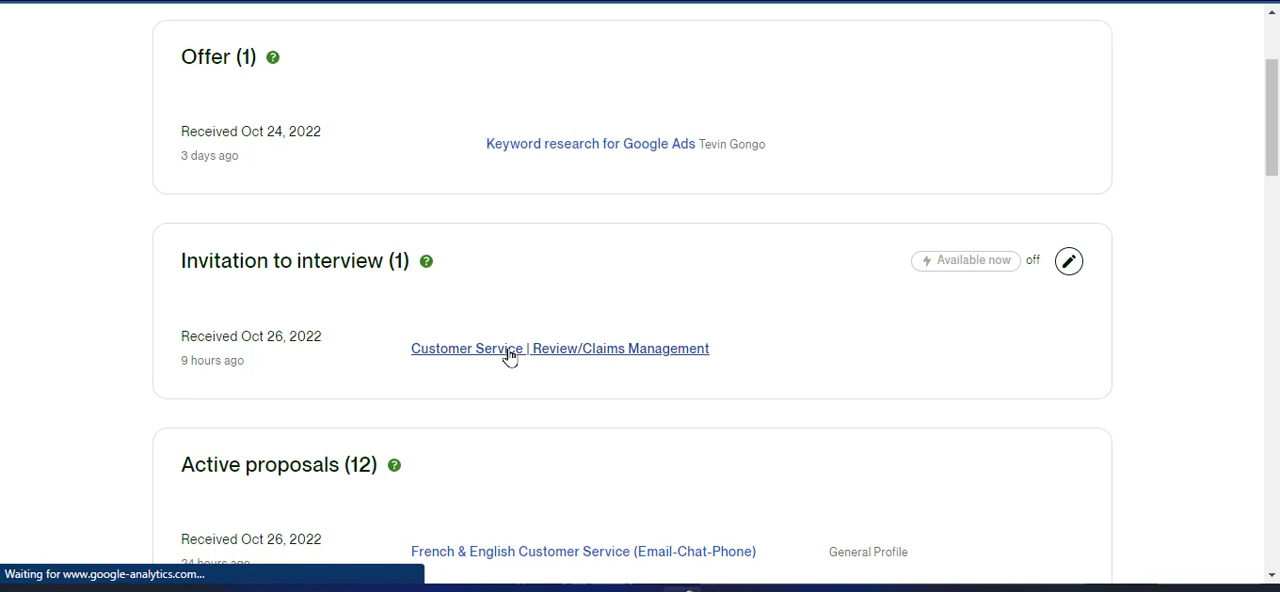 Offer (1)
Received Oct 24, 2022
3 days ago
Keyword research for Google Ads Tevin Gongo
Invitation to interview (1)
Available now off
Received Oct 26, 2022
9 hours ago
Customer Service | Review/Claims Management
Active proposals (12)
Received Oct 26, 2022
24 hours ago
French & English Customer Service (Email-Chat-Phone) General Profile
Waiting for www.google-analytics.com...